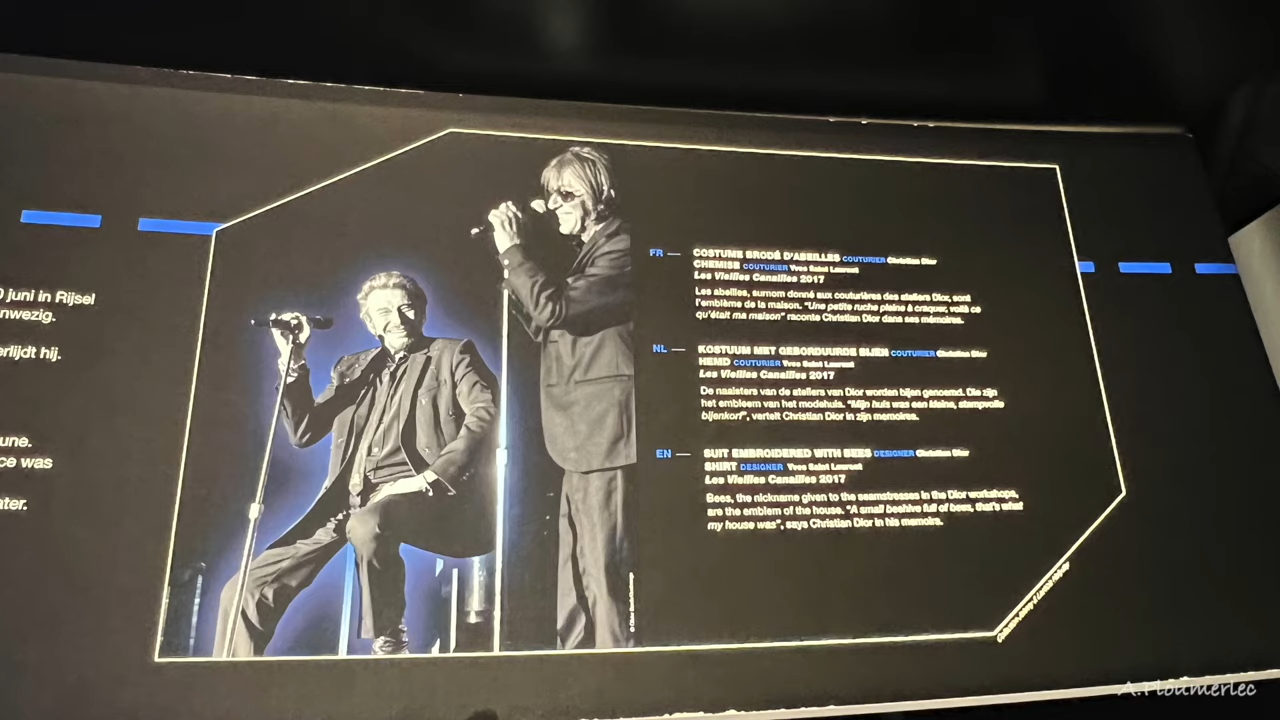 0 juni in Rijsel
nwezig.
erlijdt hij.
une.
ce was
ater.
FR — COSTUME BRODÉ D'ABEILLES COUTURIER Christian Dior
CHEMISE COUTURIER Yves Saint Laurent
Les Vieilles Canailles 2017
Les abeilles, surnom donné aux couturières des ateliers Dior, sont
l'emblème de la maison. "Une petite ruche pleine à craquer, voilà ce
qu'était ma maison" raconte Christian Dior dans ses mémoires.
NL — KOSTUUM MET GEBORDUURDE BIJEN COUTURIER Christian Dior
HEMD COUTURIER Yves Saint Laurent
Les Vieilles Canailles 2017
De naaisters van de ateliers van Dior worden bijen genoemd. Die zijn
het embleem van het modehuis. "Mijn huis was een kleine, stampvolle
bijenkorf", vertelt Christian Dior in zijn memoires.
EN — SUIT EMBROIDERED WITH BEES DESIGNER Christian Dior
SHIRT DESIGNER Yves Saint Laurent
Les Vieilles Canailles 2017
Bees, the nickname given to the seamstresses in the Dior workshops,
are the emblem of the house. "A small beehive full of bees, that's what
my house was", says Christian Dior in his memoirs.
Collection Johnny & Laeticia Hallyday
A.Ploumerlec